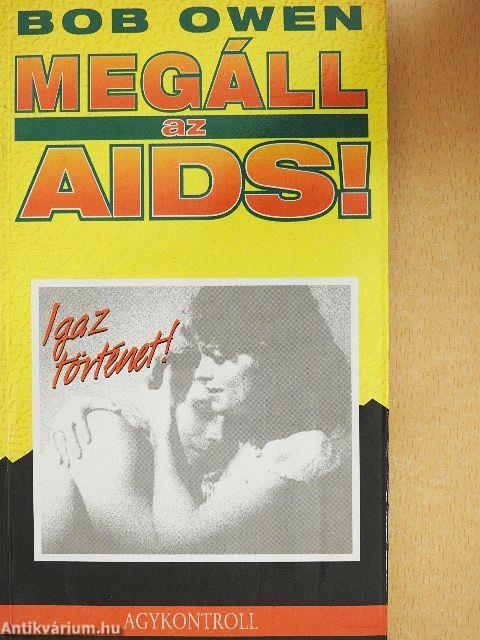 BOB OWEN
MEGÁLL
az
AIDS!
Igaz
történet!
AGYKONTROLL
Antikvárium.hu